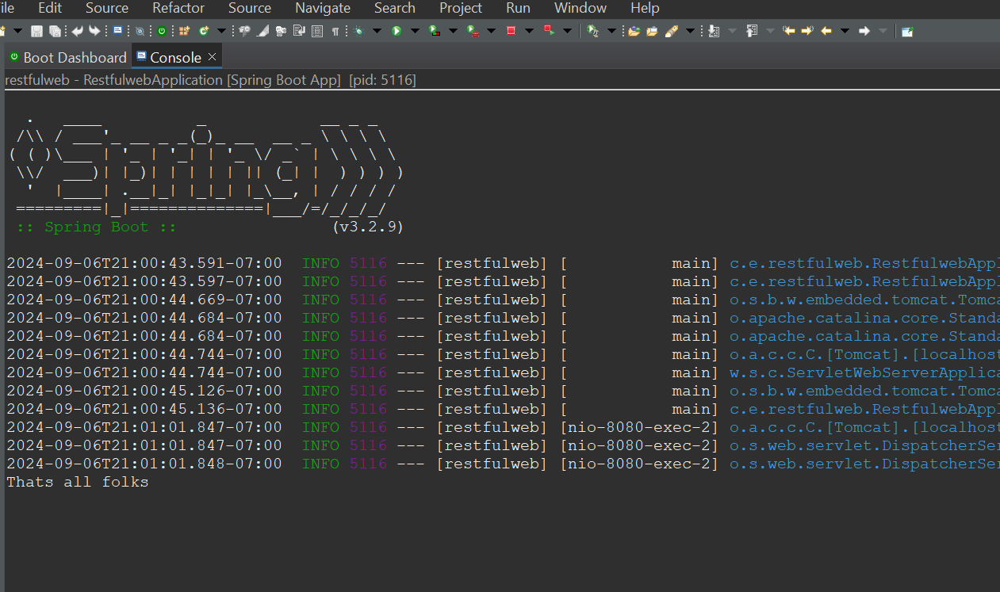 ile Edit Source Refactor Source Navigate Search Project Run Window Help
Boot Dashboard Console
restfulweb - RestfulwebApplication [Spring Boot App] [pid: 5116]
  .   ____          _            __ _ _
 /\\ / ___'_ __ _ _(_)_ __  __ _ \ \ \ \
( ( )\___ | '_ | '_| | '_ \/ _` | \ \ \ \
 \\/  ___)| |_)| | | | | || (_| |  ) ) ) )
  '  |____| .__|_| |_|_| |_\__, | / / / /
 =========|_|==============|___/=/_/_/_/
 :: Spring Boot :: (v3.2.9)
2024-09-06T21:00:43.591-07:00 INFO 5116 --- [restfulweb] [ main] c.e.restfulweb.RestfulwebAppl
2024-09-06T21:00:43.597-07:00 INFO 5116 --- [restfulweb] [ main] c.e.restfulweb.RestfulwebAppl
2024-09-06T21:00:44.669-07:00 INFO 5116 --- [restfulweb] [ main] o.s.b.w.embedded.tomcat.Tomca
2024-09-06T21:00:44.684-07:00 INFO 5116 --- [restfulweb] [ main] o.apache.catalina.core.Standa
2024-09-06T21:00:44.684-07:00 INFO 5116 --- [restfulweb] [ main] o.apache.catalina.core.Standa
2024-09-06T21:00:44.744-07:00 INFO 5116 --- [restfulweb] [ main] o.a.c.c.C.[Tomcat].[localhost
2024-09-06T21:00:44.744-07:00 INFO 5116 --- [restfulweb] [ main] w.s.c.ServletWebServerApplica
2024-09-06T21:00:45.126-07:00 INFO 5116 --- [restfulweb] [ main] o.s.b.w.embedded.tomcat.Tomca
2024-09-06T21:00:45.136-07:00 INFO 5116 --- [restfulweb] [ main] c.e.restfulweb.RestfulwebAppl
2024-09-06T21:01:01.847-07:00 INFO 5116 --- [restfulweb] [nio-8080-exec-2] o.a.c.c.C.[Tomcat].[localhost
2024-09-06T21:01:01.847-07:00 INFO 5116 --- [restfulweb] [nio-8080-exec-2] o.s.web.servlet.DispatcherSer
2024-09-06T21:01:01.848-07:00 INFO 5116 --- [restfulweb] [nio-8080-exec-2] o.s.web.servlet.DispatcherSer
Thats all folks